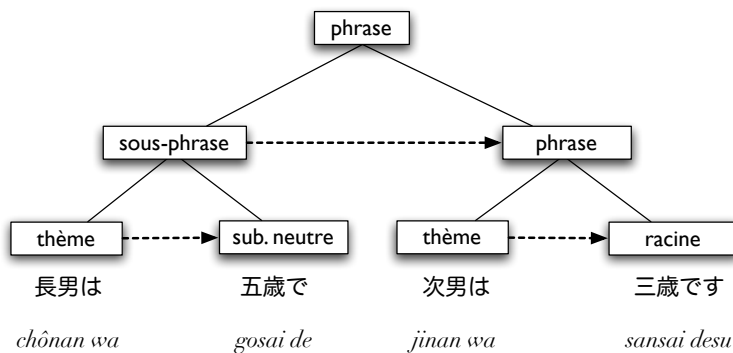 phrase
sous-phrase phrase
thème sub. neutre thème racine
長男は 五歳で 次男は 三歳です
chônan wa gosai de jinan wa sansai desu